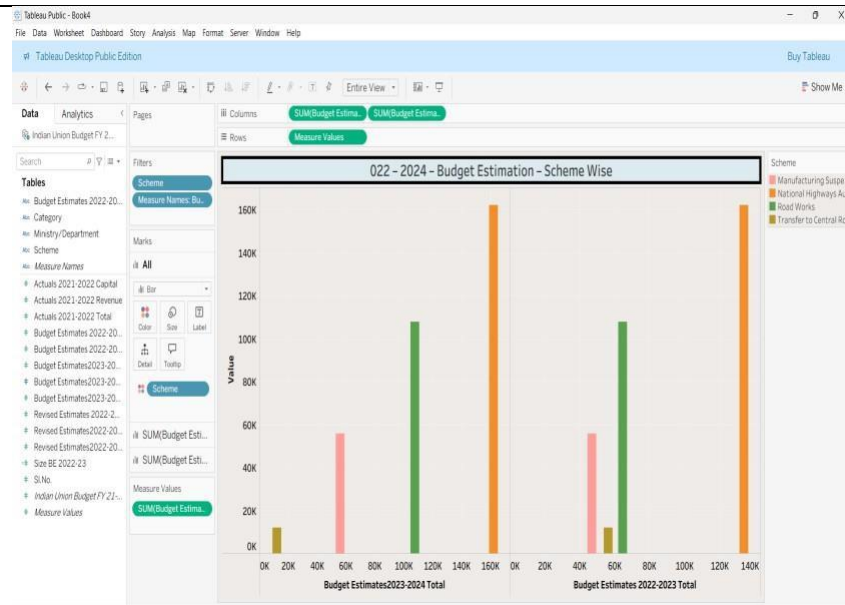 Tableau Public - Book4
File Data Worksheet Dashboard Story Analysis Map Format Server Window Help
Tableau Desktop Public Edition
Buy Tableau
Entire View
Show Me
Data Analytics
Indian Union Budget FY 2...
Search
Tables
Abc Budget Estimates 2022-20...
Abc Category
Abc Ministry/Department
Abc Scheme
Abc Measure Names
# Actuals 2021-2022 Capital
# Actuals 2021-2022 Revenue
# Actuals 2021-2022 Total
# Budget Estimates 2022-20...
# Budget Estimates 2022-20...
# Budget Estimates2023-20...
# Budget Estimates2023-20...
# Budget Estimates2023-20...
# Revised Estimates 2022-2...
# Revised Estimates2022-20...
# Revised Estimates2022-20...
Size BE 2022-23
# Sl.No.
# Indian Union Budget FY 21-...
# Measure Values
Pages
Filters
Scheme
Measure Names: Bu..
Marks
All
Bar
Color Size Label
Detail Tooltip
Scheme
SUM(Budget Esti...
SUM(Budget Esti...
Measure Values
SUM(Budget Estima..
Columns SUM(Budget Estima.. SUM(Budget Estima..
Rows Measure Values
022 – 2024 – Budget Estimation – Scheme Wise
Value
160K
140K
120K
100K
80K
60K
40K
20K
0K
0K 20K 40K 60K 80K 100K 120K 140K 160K 0K 20K 40K 60K 80K 100K 120K 140K
Budget Estimates2023-2024 Total Budget Estimates 2022-2023 Total
Scheme
Manufacturing Suspe
National Highways Au
Road Works
Transfer to Central Ro